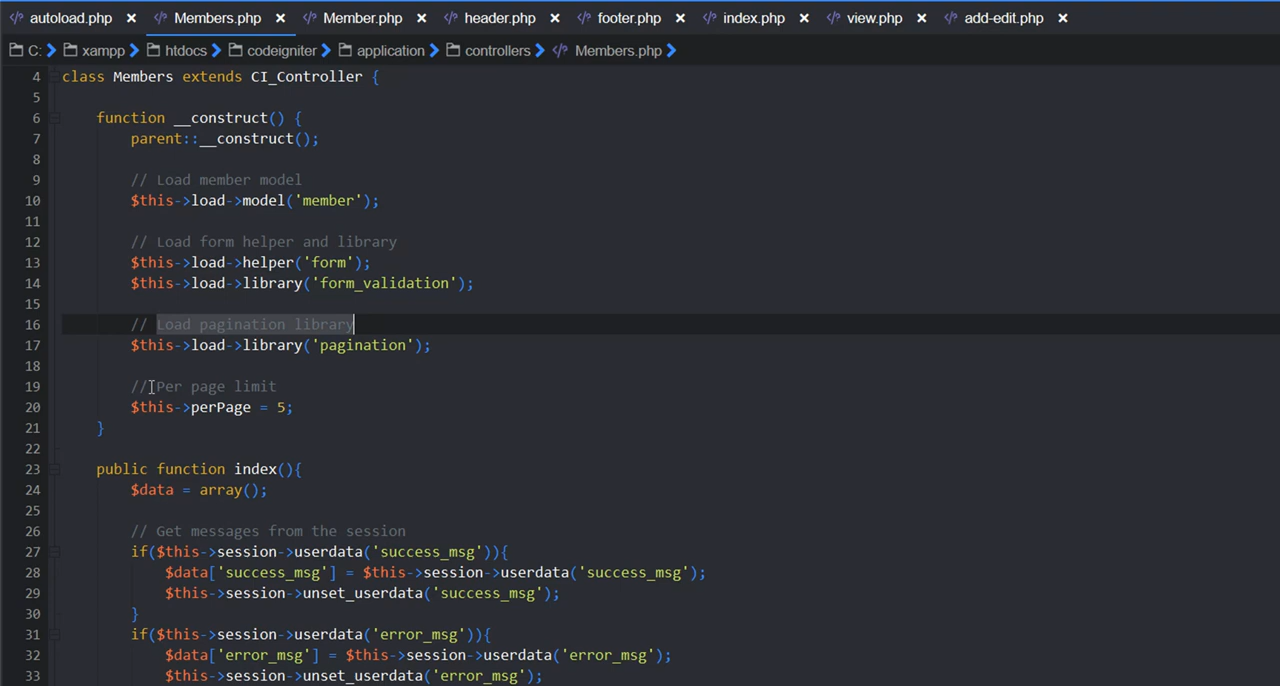 autoload.php × Members.php × Member.php × header.php × footer.php × index.php × view.php × add-edit.php ×
C: xampp htdocs codeigniter application controllers Members.php
4 class Members extends CI_Controller {
5
6 function __construct() {
7 parent::__construct();
8
9 // Load member model
10 $this->load->model('member');
11
12 // Load form helper and library
13 $this->load->helper('form');
14 $this->load->library('form_validation');
15
16 // Load pagination library
17 $this->load->library('pagination');
18
19 // Per page limit
20 $this->perPage = 5;
21 }
22
23 public function index(){
24 $data = array();
25
26 // Get messages from the session
27 if($this->session->userdata('success_msg')){
28 $data['success_msg'] = $this->session->userdata('success_msg');
29 $this->session->unset_userdata('success_msg');
30 }
31 if($this->session->userdata('error_msg')){
32 $data['error_msg'] = $this->session->userdata('error_msg');
33 $this->session->unset_userdata('error_msg');